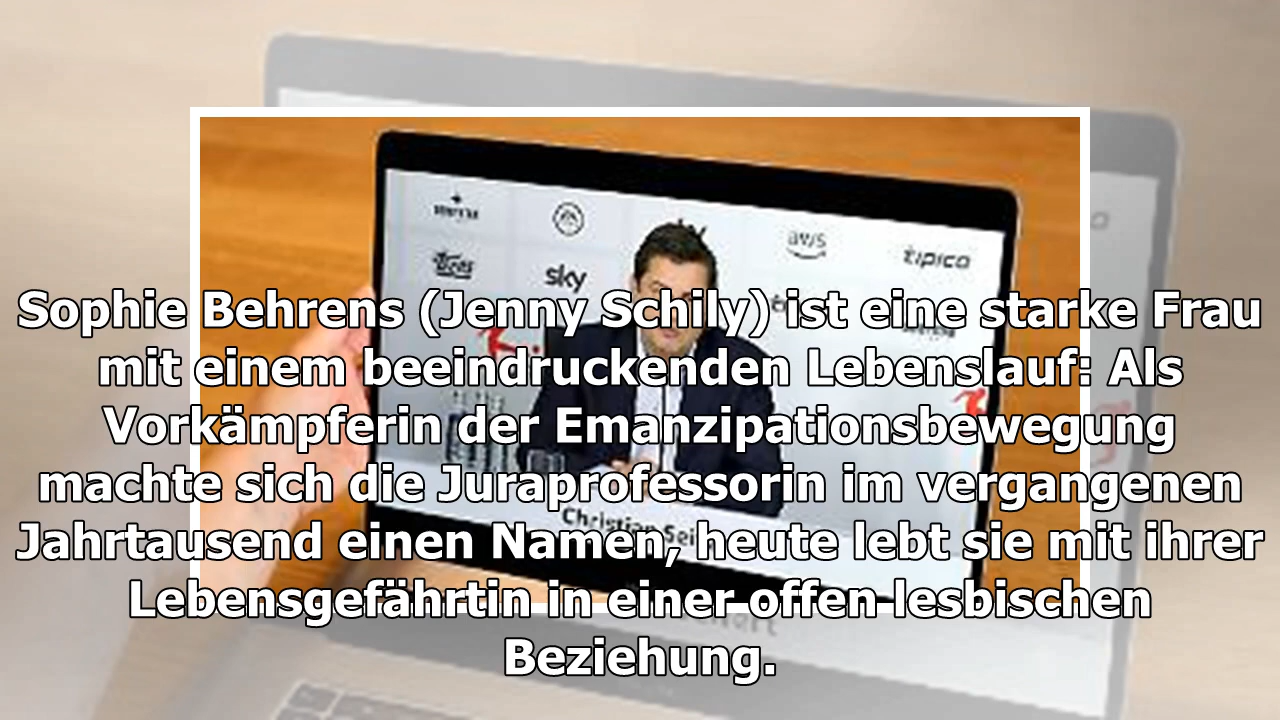 sky
aws
tipico
sky
Sophie Behrens (Jenny Schily) ist eine starke Frau
mit einem beeindruckenden Lebenslauf: Als
Vorkämpferin der Emanzipationsbewegung
machte sich die Juraprofessorin im vergangenen
Jahrtausend einen Namen, heute lebt sie mit ihrer
Lebensgefährtin in einer offen lesbischen
Beziehung.
Christian